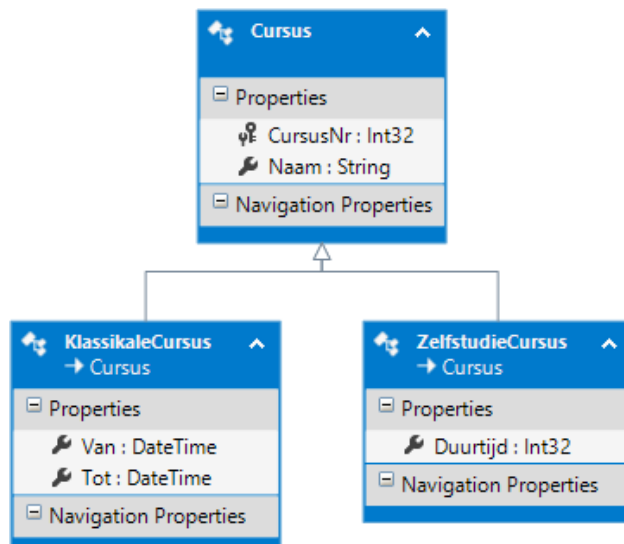 Cursus
Properties
CursusNr : Int32
Naam : String
Navigation Properties
KlassikaleCursus
Cursus
Properties
Van : DateTime
Tot : DateTime
Navigation Properties
ZelfstudieCursus
Cursus
Properties
Duurtijd : Int32
Navigation Properties